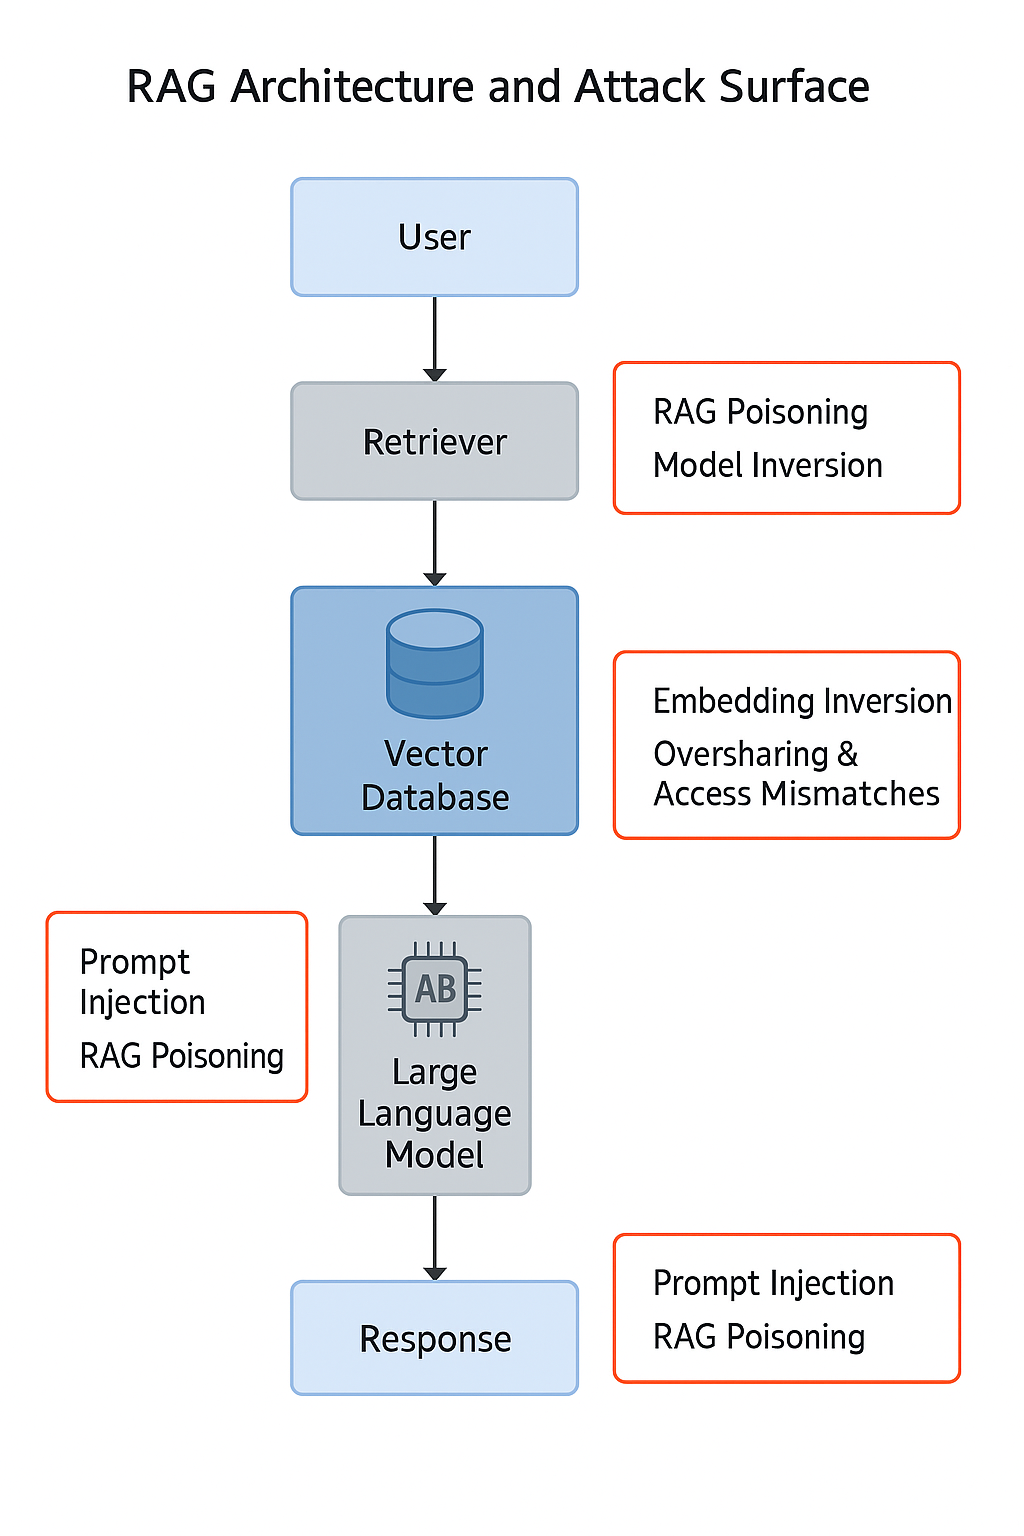 RAG Architecture and Attack Surface
User
Retriever
RAG Poisoning
Model Inversion
Vector
Database
Embedding Inversion
Oversharing &
Access Mismatches
Prompt
Injection
RAG Poisoning
AB
Large
Language
Model
Response
Prompt Injection
RAG Poisoning